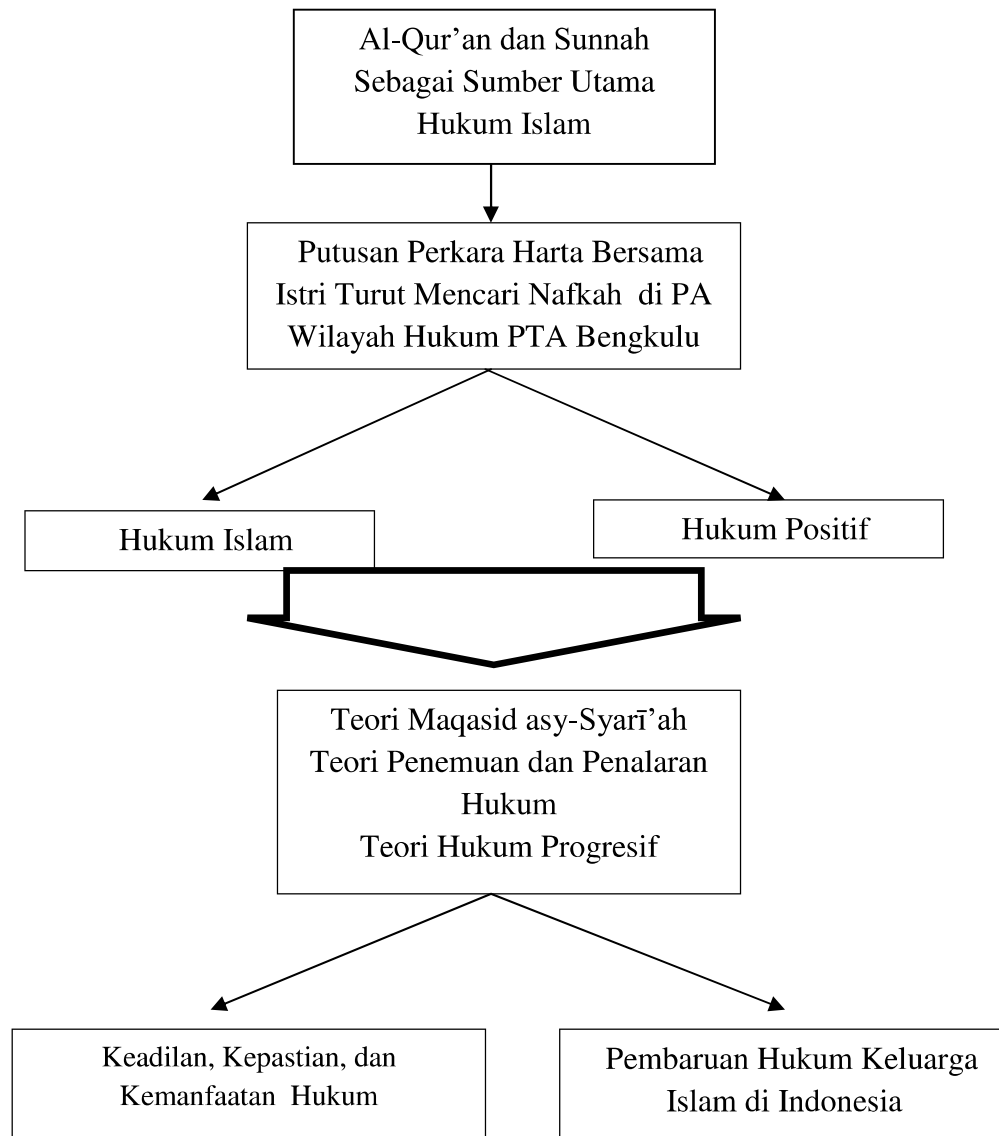 Al-Qur’an dan Sunnah
Sebagai Sumber Utama
Hukum Islam
Putusan Perkara Harta Bersama
Istri Turut Mencari Nafkah di PA
Wilayah Hukum PTA Bengkulu
Hukum Islam
Hukum Positif
Teori Maqasid asy-Syarī’ah
Teori Penemuan dan Penalaran
Hukum
Teori Hukum Progresif
Keadilan, Kepastian, dan
Kemanfaatan Hukum
Pembaruan Hukum Keluarga
Islam di Indonesia